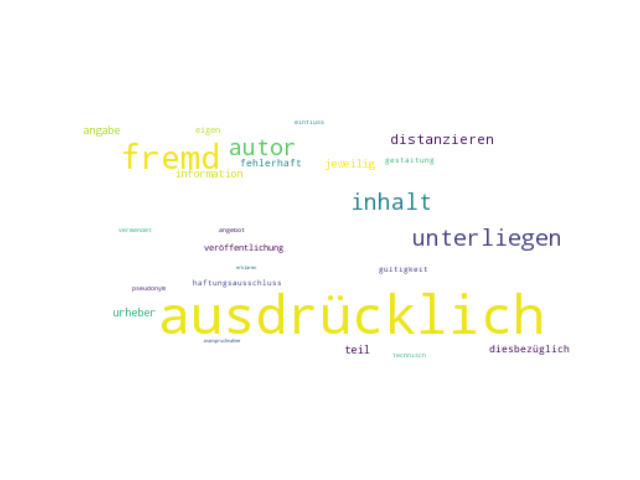 einfluss
angabe
eigen
distanzieren
autor
fremd
gestaltung
fehlerhaft
jeweilig
information
inhalt
verwendet
angebot
unterliegen
veröffentlichung
erklären
gültigkeit
haftungsausschluss
pseudonym
urheber
ausdrücklich
teil
diesbezüglich
technisch